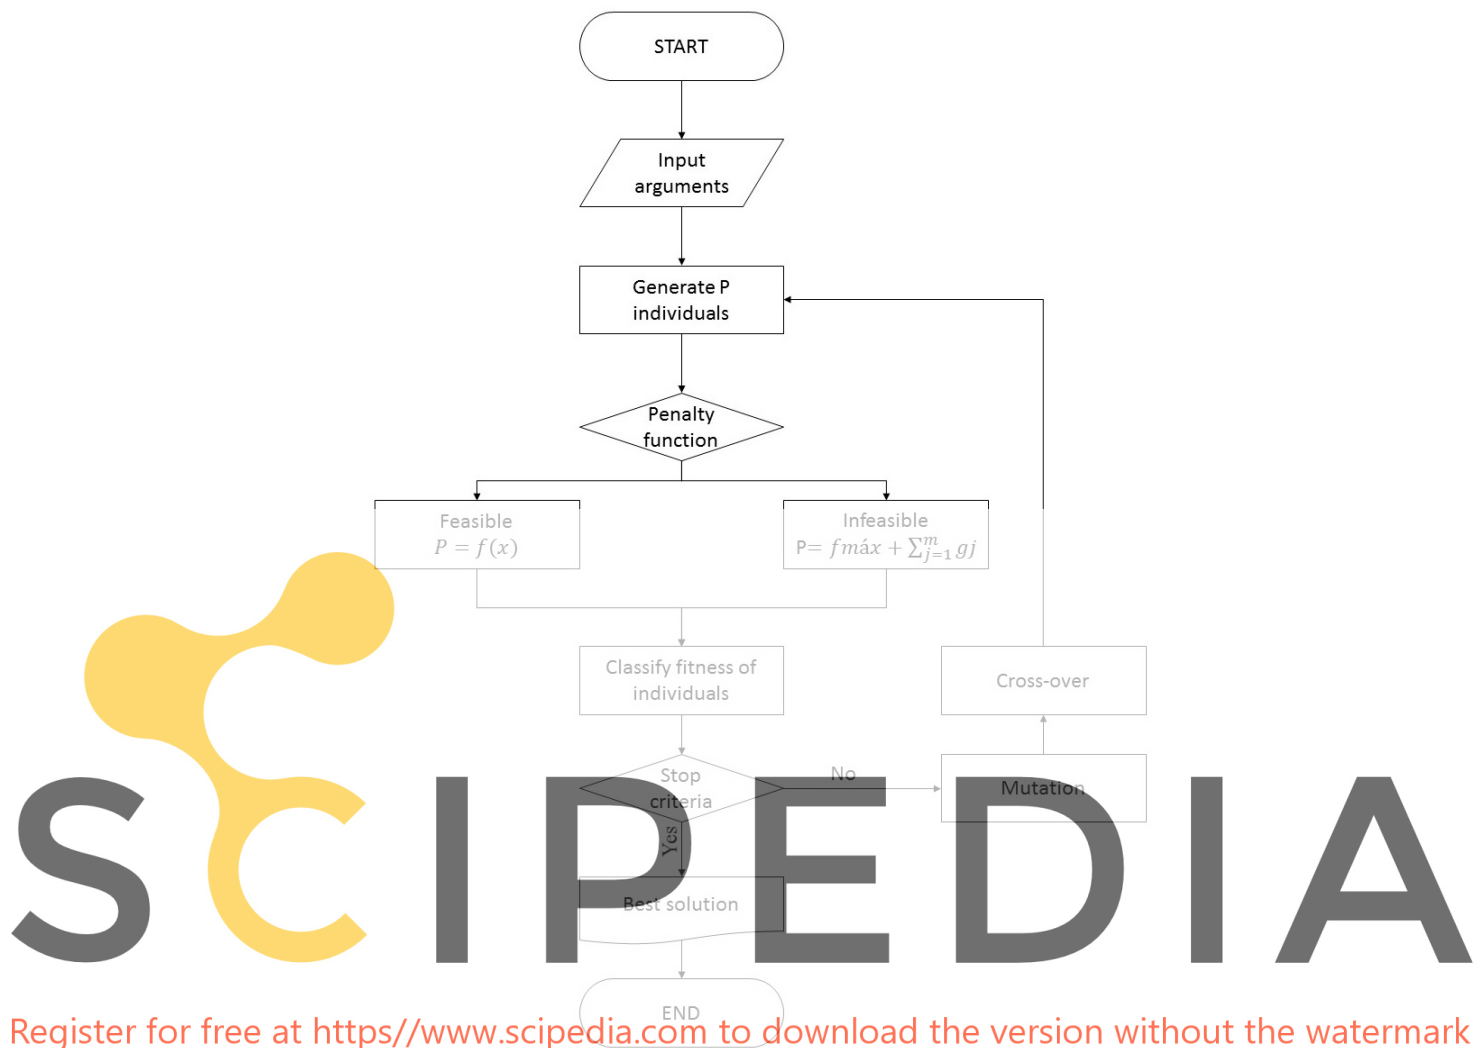 START
Input
arguments
Generate P
individuals
Penalty
function
Feasible
P = f(x)
Infeasible
P= fmáx + ∑_{j=1}^{m} gj
Classify fitness of
individuals
Cross-over
Stop
criteria
No
Mutation
Yes
Best solution
END
SCIPEDIA
Register for free at https//www.scipedia.com to download the version without the watermark